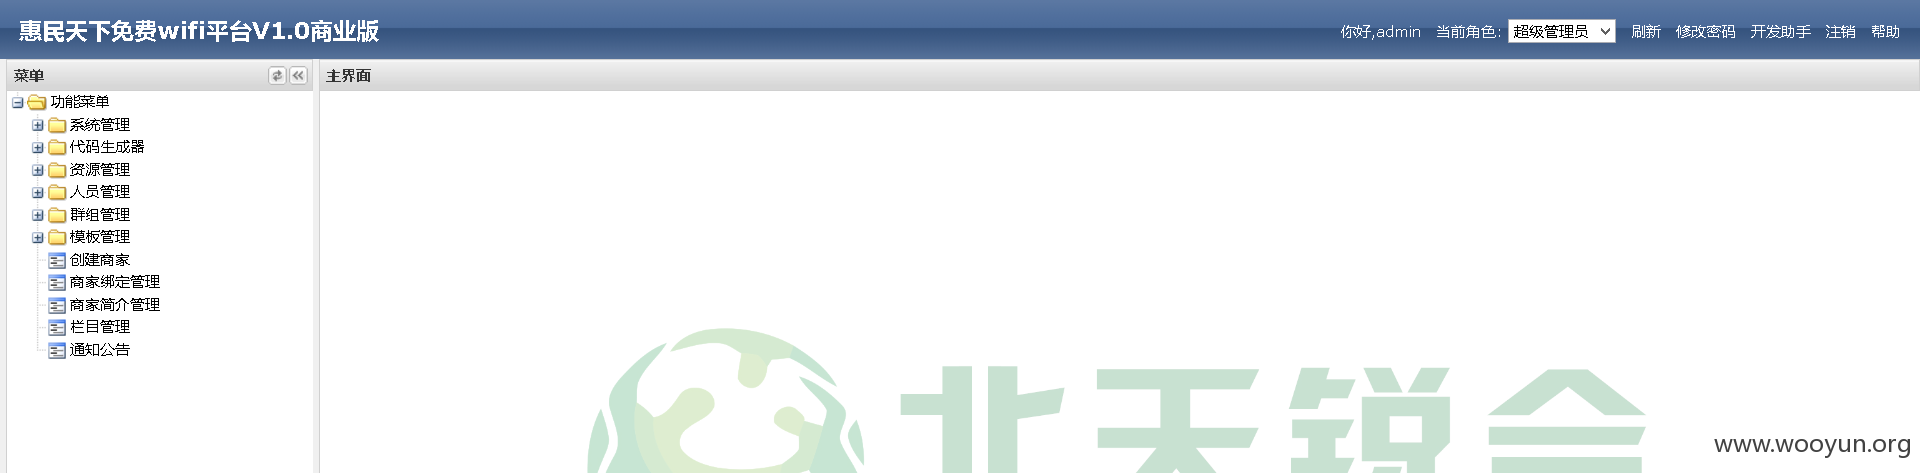 惠民天下免费wifi平台V1.0商业版
你好,admin 当前角色: 超级管理员 刷新 修改密码 开发助手 注销 帮助
菜单
主界面
功能菜单
系统管理
代码生成器
资源管理
人员管理
群组管理
模板管理
创建商家
商家绑定管理
商家简介管理
栏目管理
通知公告
北天锐合
www.wooyun.org